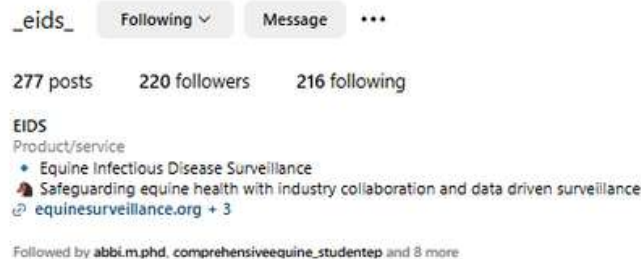 _eids_ Following Message •••
277 posts 220 followers 216 following
EIDS
Product/service
🔹 Equine Infectious Disease Surveillance
🐴 Safeguarding equine health with industry collaboration and data driven surveillance
equinesurveillance.org + 3
Followed by abbi.m.phd, comprehensiveequine_studentep and 8 more